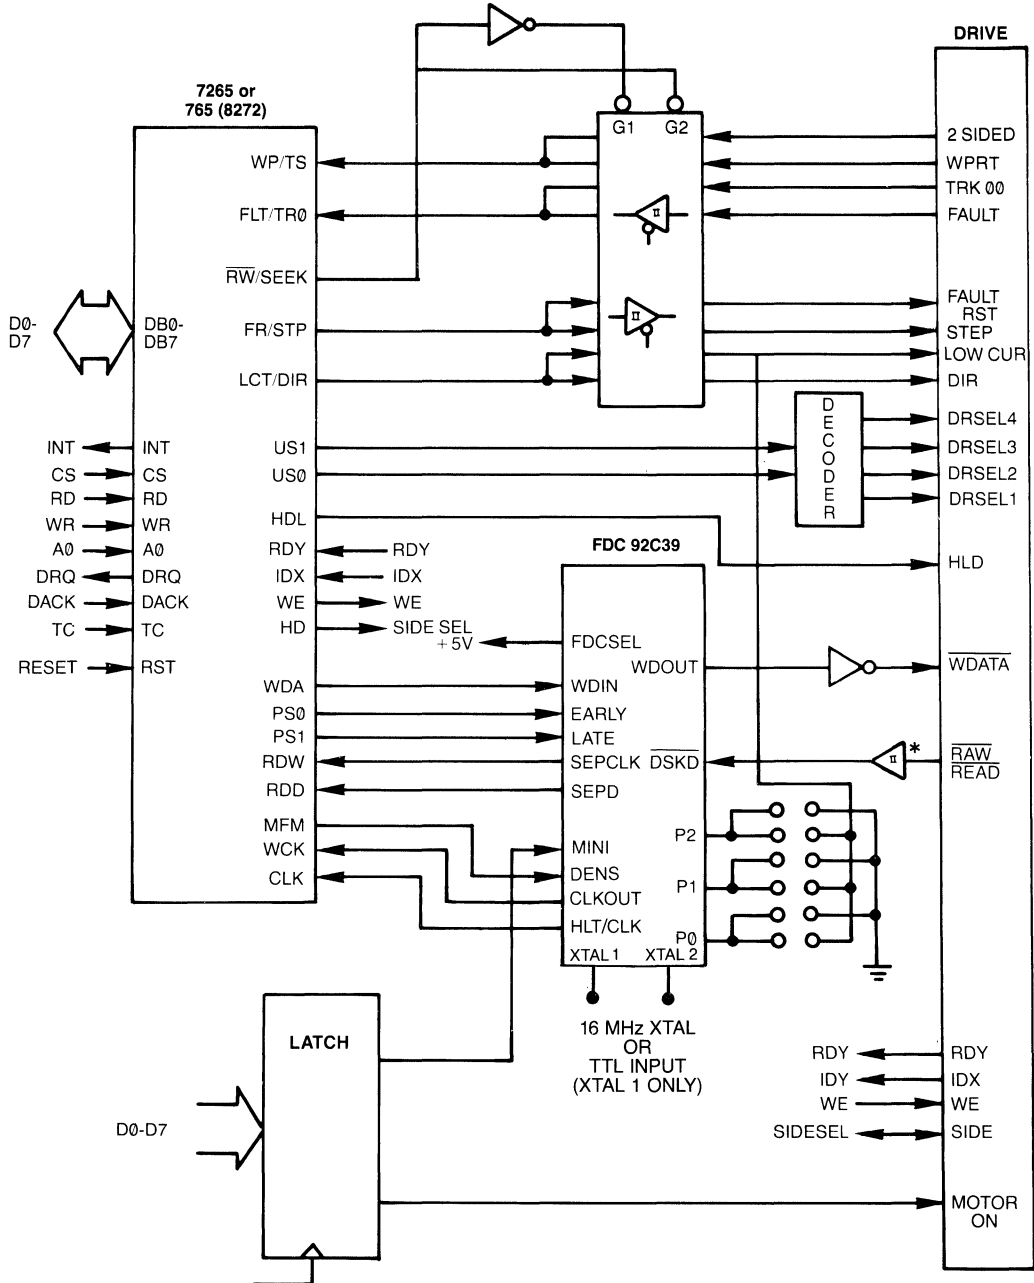 DRIVE
7265 or
765 (8272)
G1 G2
2 SIDED
WP/TS
WPRT
TRK 00
FLT/TR0
FAULT
II
RW/SEEK
D0-
D7
DB0-
DB7
FAULT
RST
FR/STP
II
STEP
LOW CUR
LCT/DIR
DIR
DECODER
DRSEL4
INT INT
US1
DRSEL3
CS CS
US0
DRSEL2
RD RD
DRSEL1
WR WR
HDL
FDC 92C39
A0 A0
RDY RDY
HLD
DRQ DRQ
IDX IDX
DACK DACK
WE WE
TC TC
HD SIDE SEL
+5V
FDCSEL
RESET RST
WDOUT
WDATA
WDA WDIN
PS0 EARLY
PS1 LATE
RDW SEPCLK DSKD
II
*
RAW
READ
RDD SEPD
MFM
WCK
MINI
P2
CLK
DENS
P1
CLKOUT
HLT/CLK
P0
XTAL 1 XTAL 2
16 MHz XTAL
OR
TTL INPUT
(XTAL 1 ONLY)
LATCH
D0-D7
RDY RDY
IDY IDX
WE WE
SIDESEL SIDE
MOTOR
ON